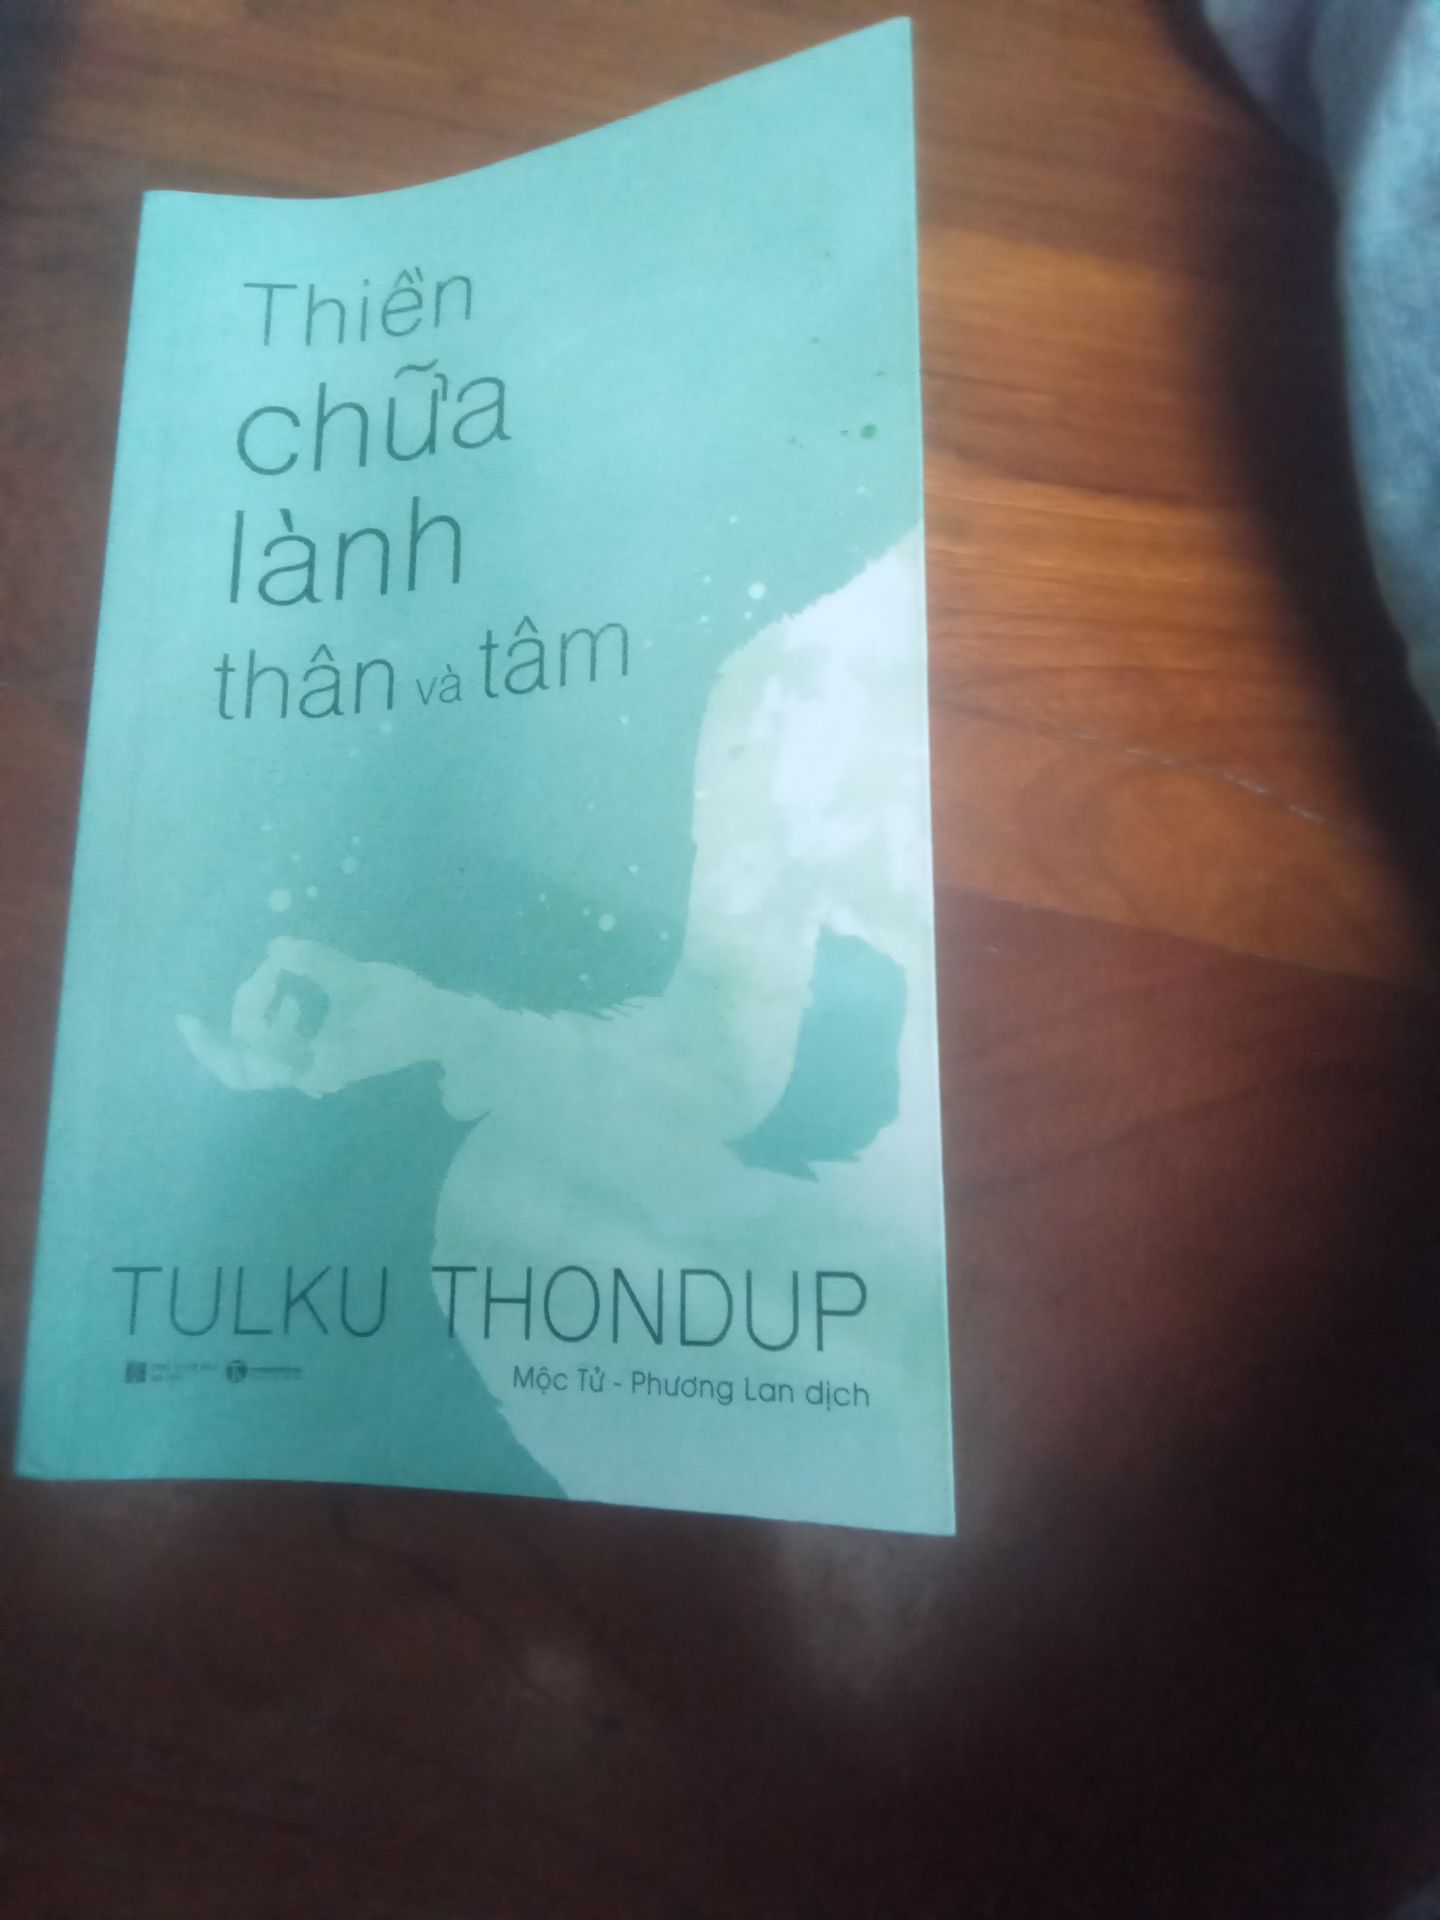 Thiền
chữa
lành
thân và tâm
TULKU THONDUP
Mộc Tử - Phương Lan dịch